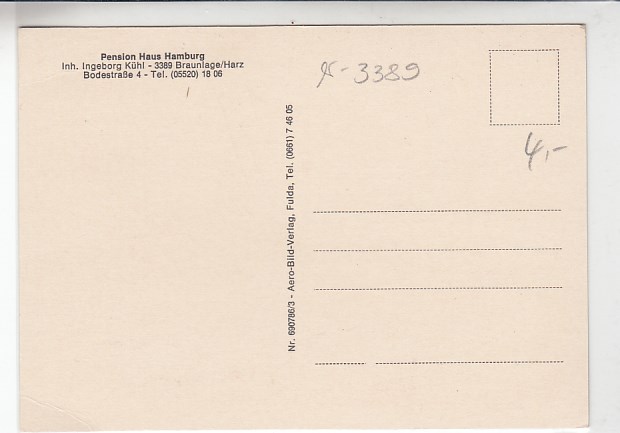 Pension Haus Hamburg
Inh. Ingeborg Kühl - 3389 Braunlage/Harz
Bodestraße 4 - Tel. (05520) 18 06
Nr. 690786/3 - Aero-Bild-Verlag, Fulda, Tel. (0661) 7 46 05
- 3389
4,-